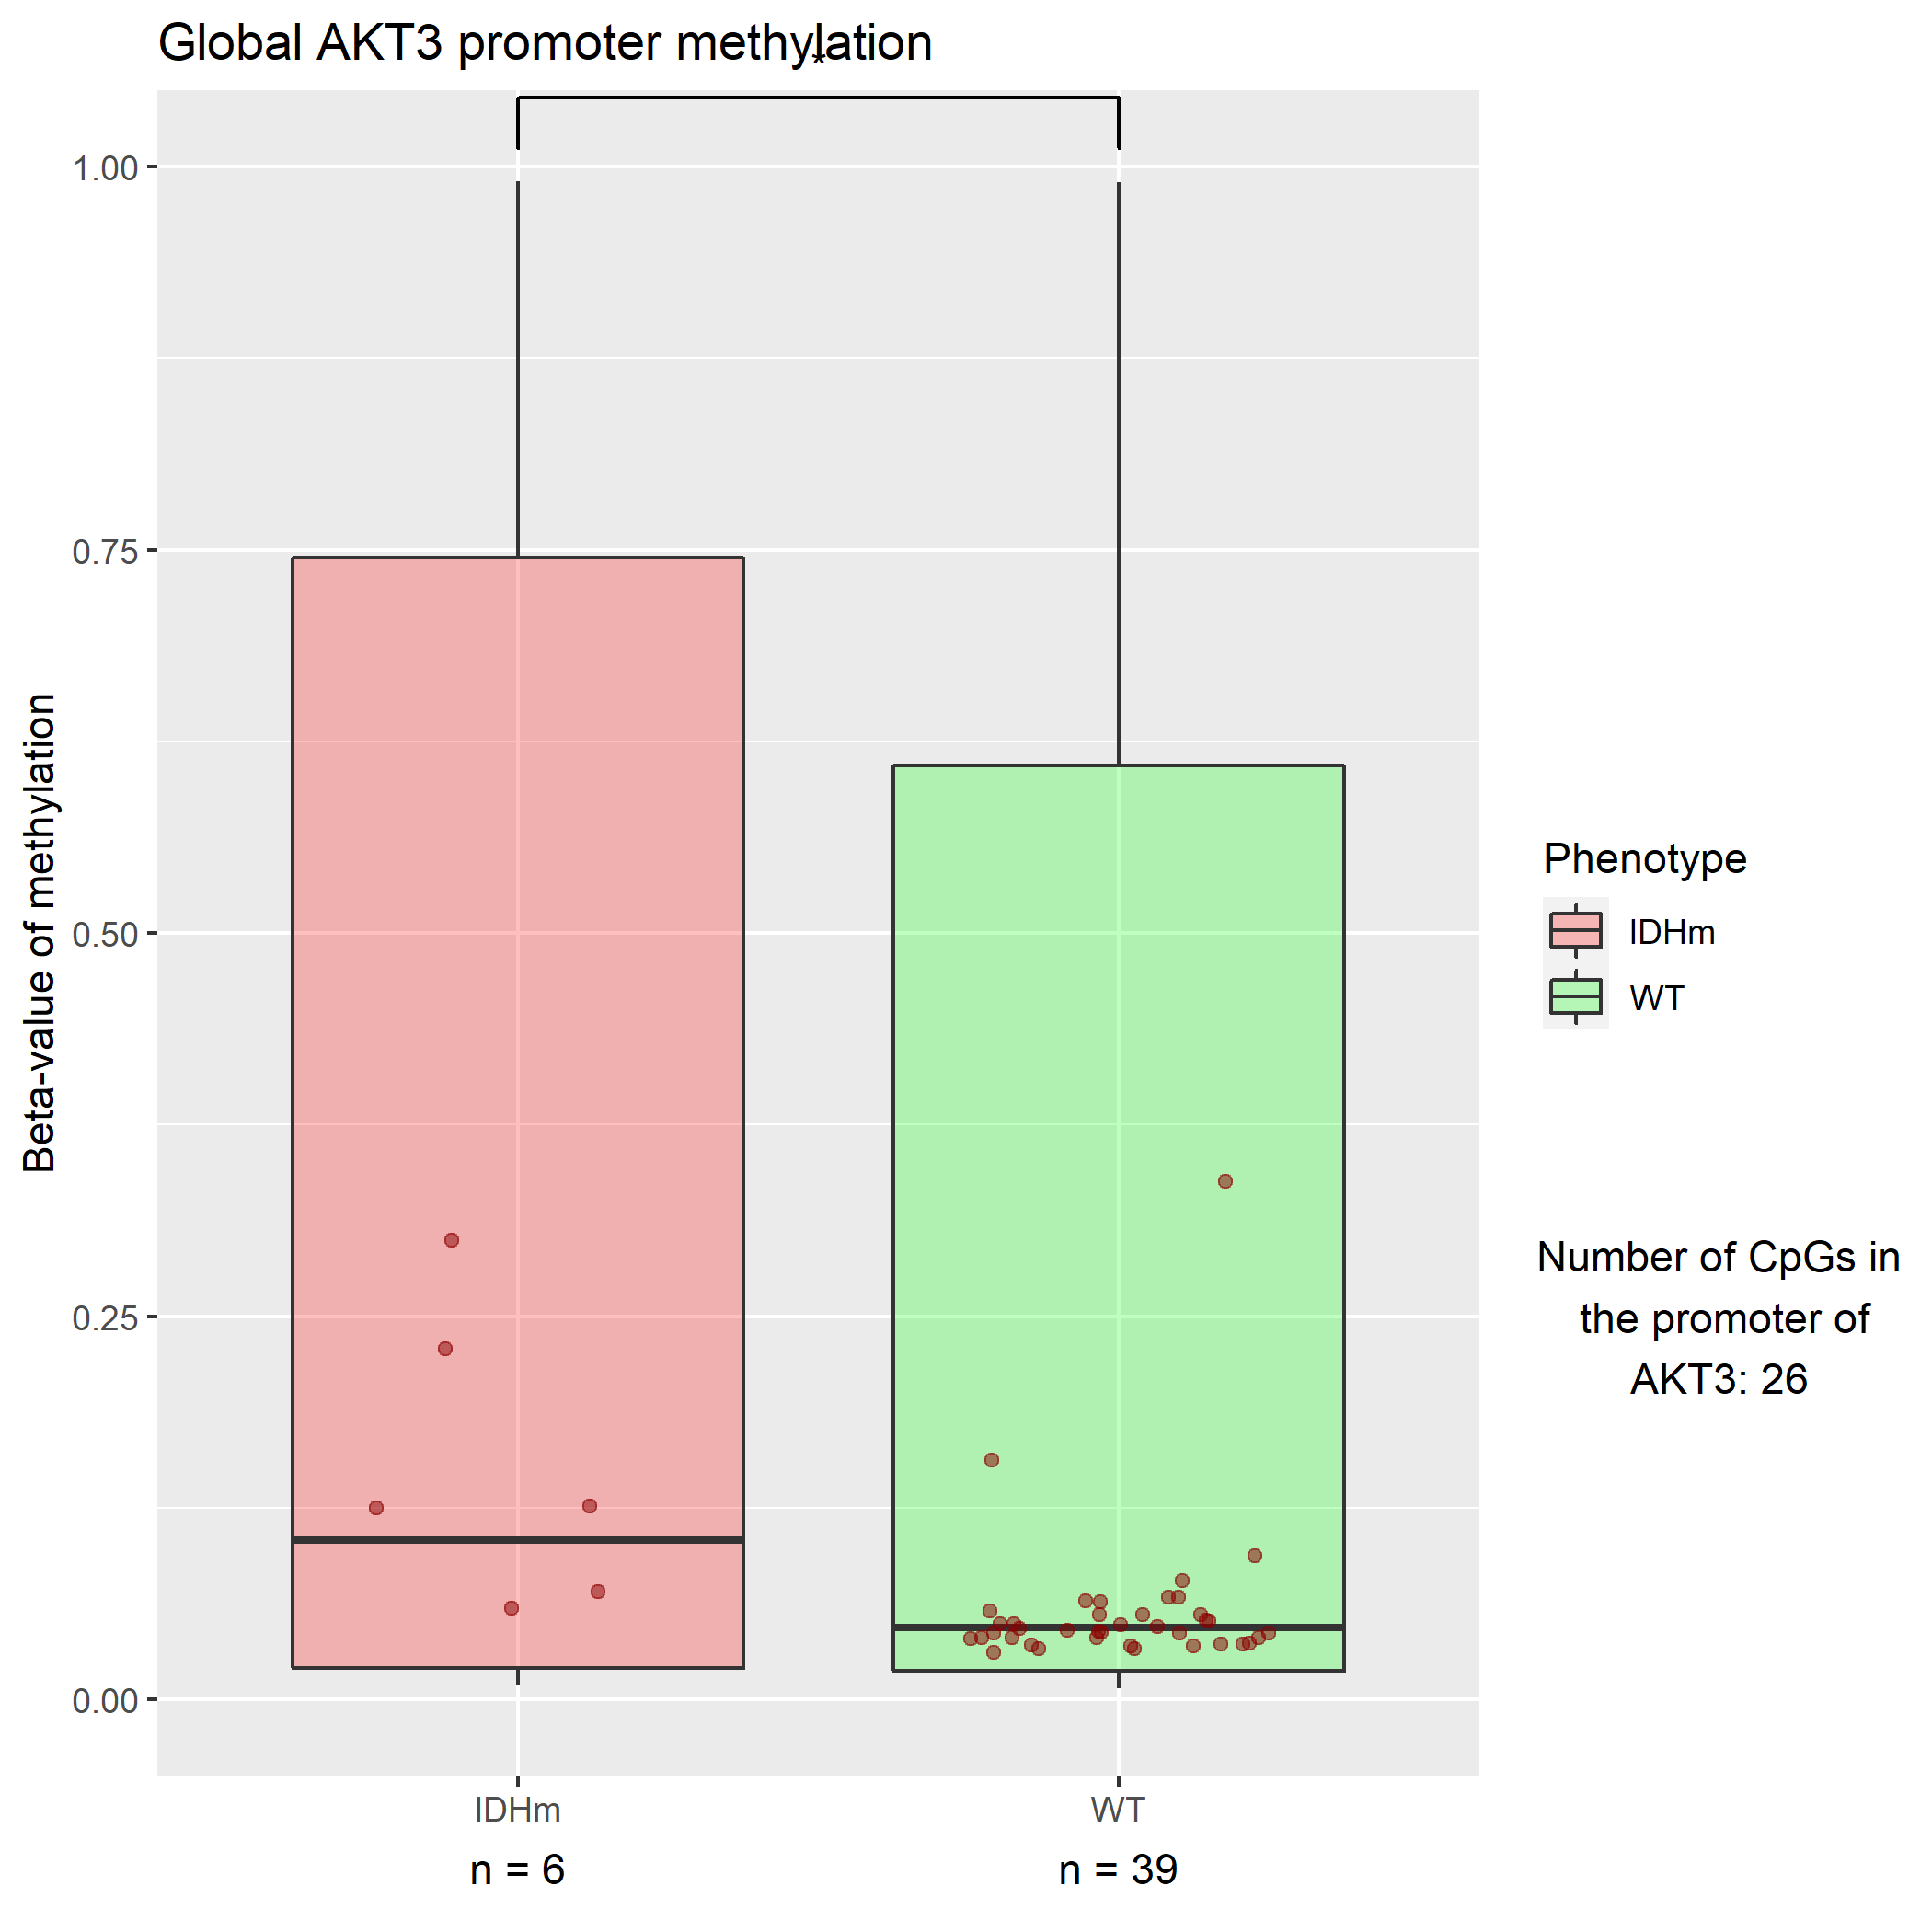 Global AKT3 promoter methylation
*
1.00
0.75
0.50
0.25
0.00
Beta-value of methylation
IDHm
WT
n = 6
n = 39
Phenotype
IDHm
WT
Number of CpGs in
the promoter of
AKT3: 26